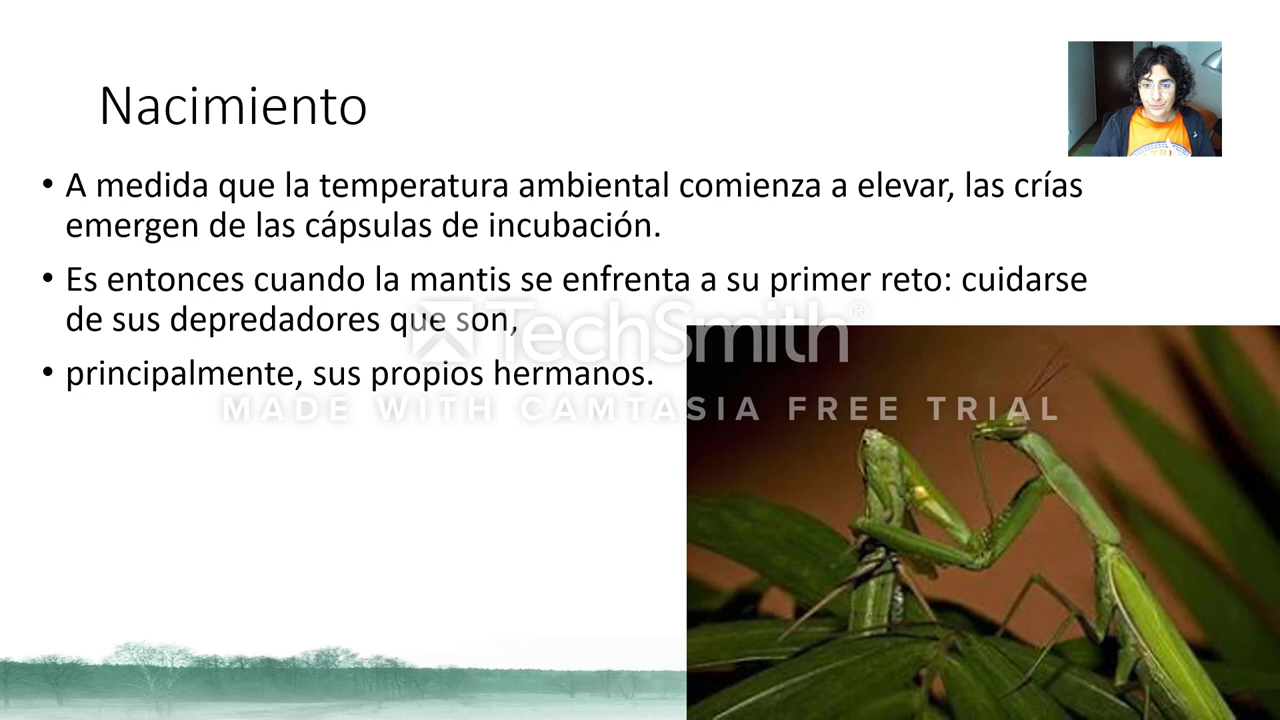 Nacimiento
• A medida que la temperatura ambiental comienza a elevar, las crías
emergen de las cápsulas de incubación.
• Es entonces cuando la mantis se enfrenta a su primer reto: cuidarse
de sus depredadores que son,
• principalmente, sus propios hermanos.
TechSmith®
MADE WITH CAMTASIA FREE TRIAL